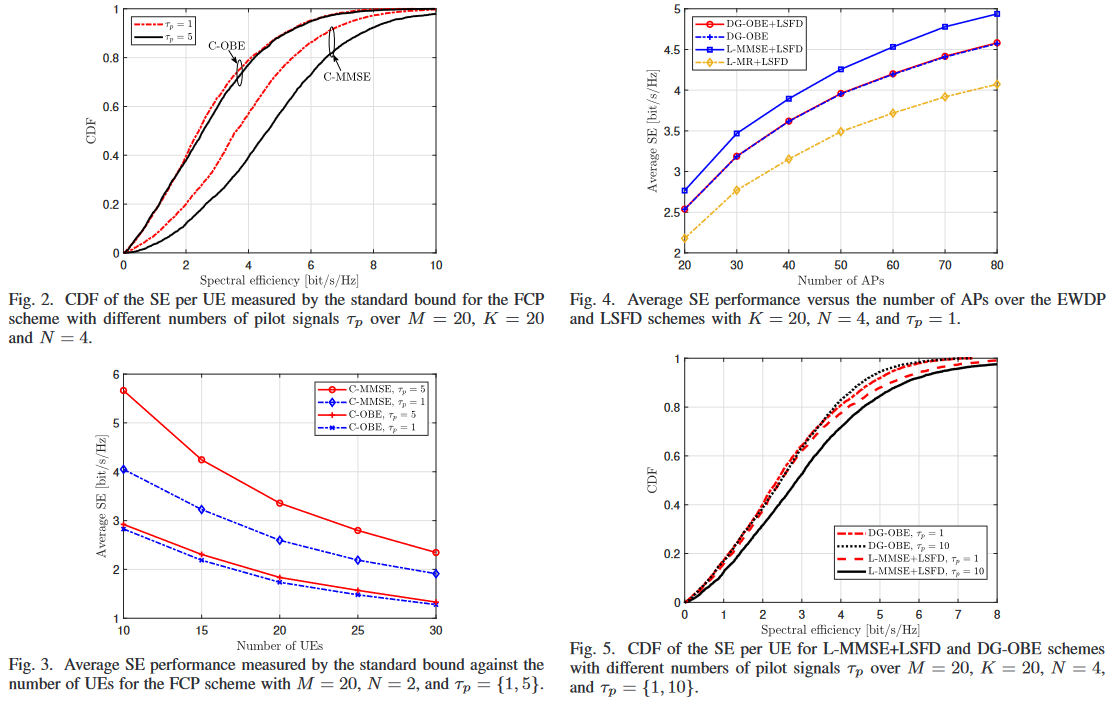 1
0.8
0.6
0.4
0.2
0
CDF
τp = 1
τp = 5
C-OBE
C-MMSE
0 2 4 6 8 10
Spectral efficiency [bit/s/Hz]
Fig. 2. CDF of the SE per UE measured by the standard bound for the FCP
scheme with different numbers of pilot signals τp over M = 20, K = 20
and N = 4.
6
5
4
3
2
1
Average SE [bit/s/Hz]
C-MMSE, τp = 5
C-MMSE, τp = 1
C-OBE, τp = 5
C-OBE, τp = 1
10 15 20 25 30
Number of UEs
Fig. 3. Average SE performance measured by the standard bound against the
number of UEs for the FCP scheme with M = 20, N = 2, and τp = {1, 5}.
5
4.5
4
3.5
3
2.5
2
Average SE [bit/s/Hz]
DG-OBE+LSFD
DG-OBE
L-MMSE+LSFD
L-MR+LSFD
20 30 40 50 60 70 80
Number of APs
Fig. 4. Average SE performance versus the number of APs over the EWDP
and LSFD schemes with K = 20, N = 4, and τp = 1.
1
0.8
0.6
0.4
0.2
0
CDF
DG-OBE, τp = 1
DG-OBE, τp = 10
L-MMSE+LSFD, τp = 1
L-MMSE+LSFD, τp = 10
0 1 2 3 4 5 6 7 8
Spectral efficiency [bit/s/Hz]
Fig. 5. CDF of the SE per UE for L-MMSE+LSFD and DG-OBE schemes
with different numbers of pilot signals τp over M = 20, K = 20, N = 4,
and τp = {1, 10}.